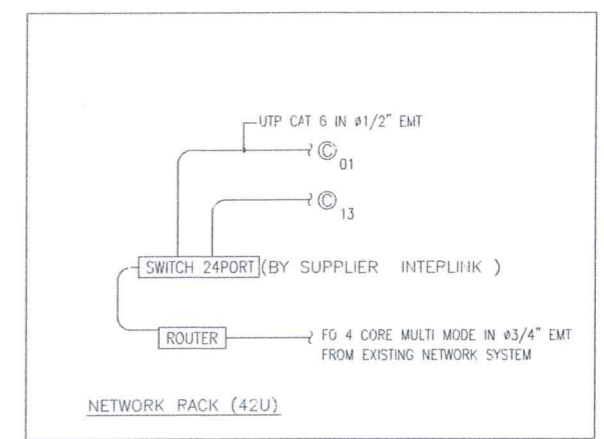 UTP CAT 6 IN ø1/2" EMT
Ⓒ 01
Ⓒ 13
SWITCH 24PORT (BY SUPPLIER INTEPLINK )
ROUTER
FO 4 CORE MULTI MODE IN ø3/4" EMT
FROM EXISTING NETWORK SYSTEM
NETWORK RACK (42U)